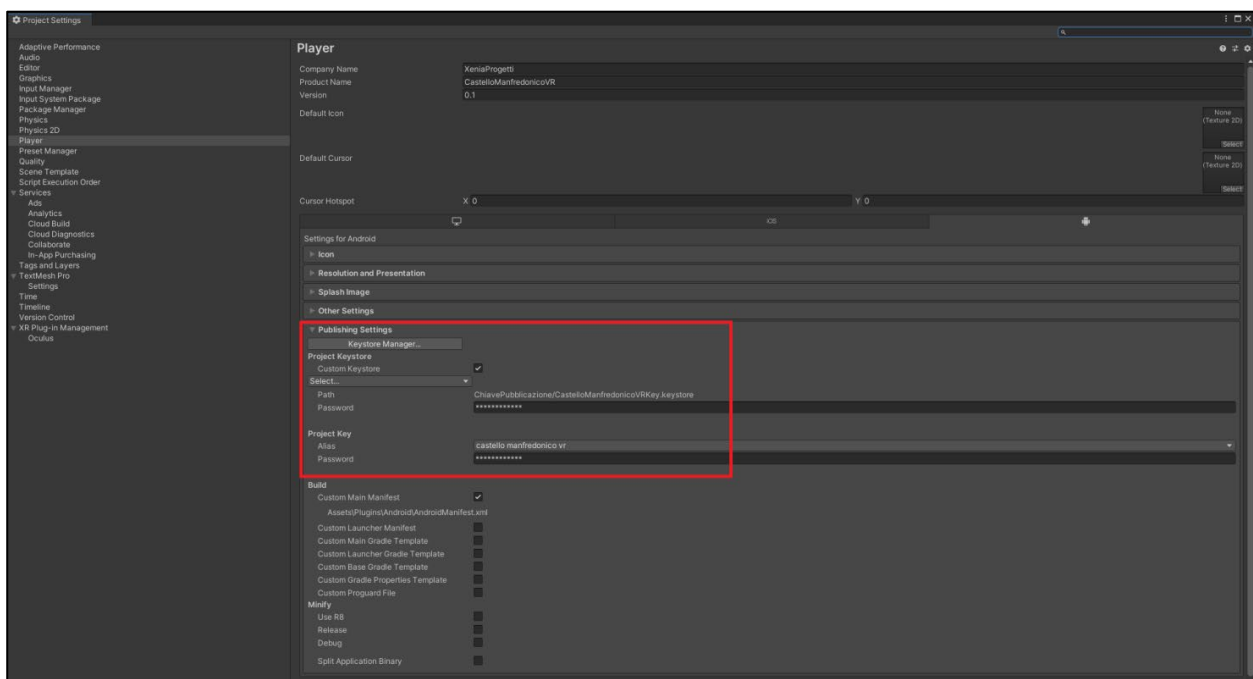 Project Settings
Adaptive Performance
Audio
Editor
Graphics
Input Manager
Input System Package
Package Manager
Physics
Physics 2D
Player
Preset Manager
Quality
Scene Template
Script Execution Order
Services
Ads
Analytics
Cloud Build
Cloud Diagnostics
Collaborate
In-App Purchasing
Tags and Layers
TextMesh Pro
Settings
Time
Timeline
Version Control
XR Plug-in Management
Oculus
Player
Company Name XeniaProgetti
Product Name CastelloManfredonicoVR
Version 0.1
Default Icon
None
(Texture 2D)
Select
Default Cursor
None
(Texture 2D)
Select
Cursor Hotspot X 0 Y 0
iOS
Settings for Android
Icon
Resolution and Presentation
Splash Image
Other Settings
Publishing Settings
Keystore Manager...
Project Keystore
Custom Keystore
Select...
Path ChiavePubblicazione/CastelloManfredonicoVRKey.keystore
Password ************
Project Key
Alias castello manfredonico vr
Password ************
Build
Custom Main Manifest
Assets\Plugins\Android\AndroidManifest.xml
Custom Launcher Manifest
Custom Main Gradle Template
Custom Launcher Gradle Template
Custom Base Gradle Template
Custom Gradle Properties Template
Custom Proguard File
Minify
Use R8
Release
Debug
Split Application Binary